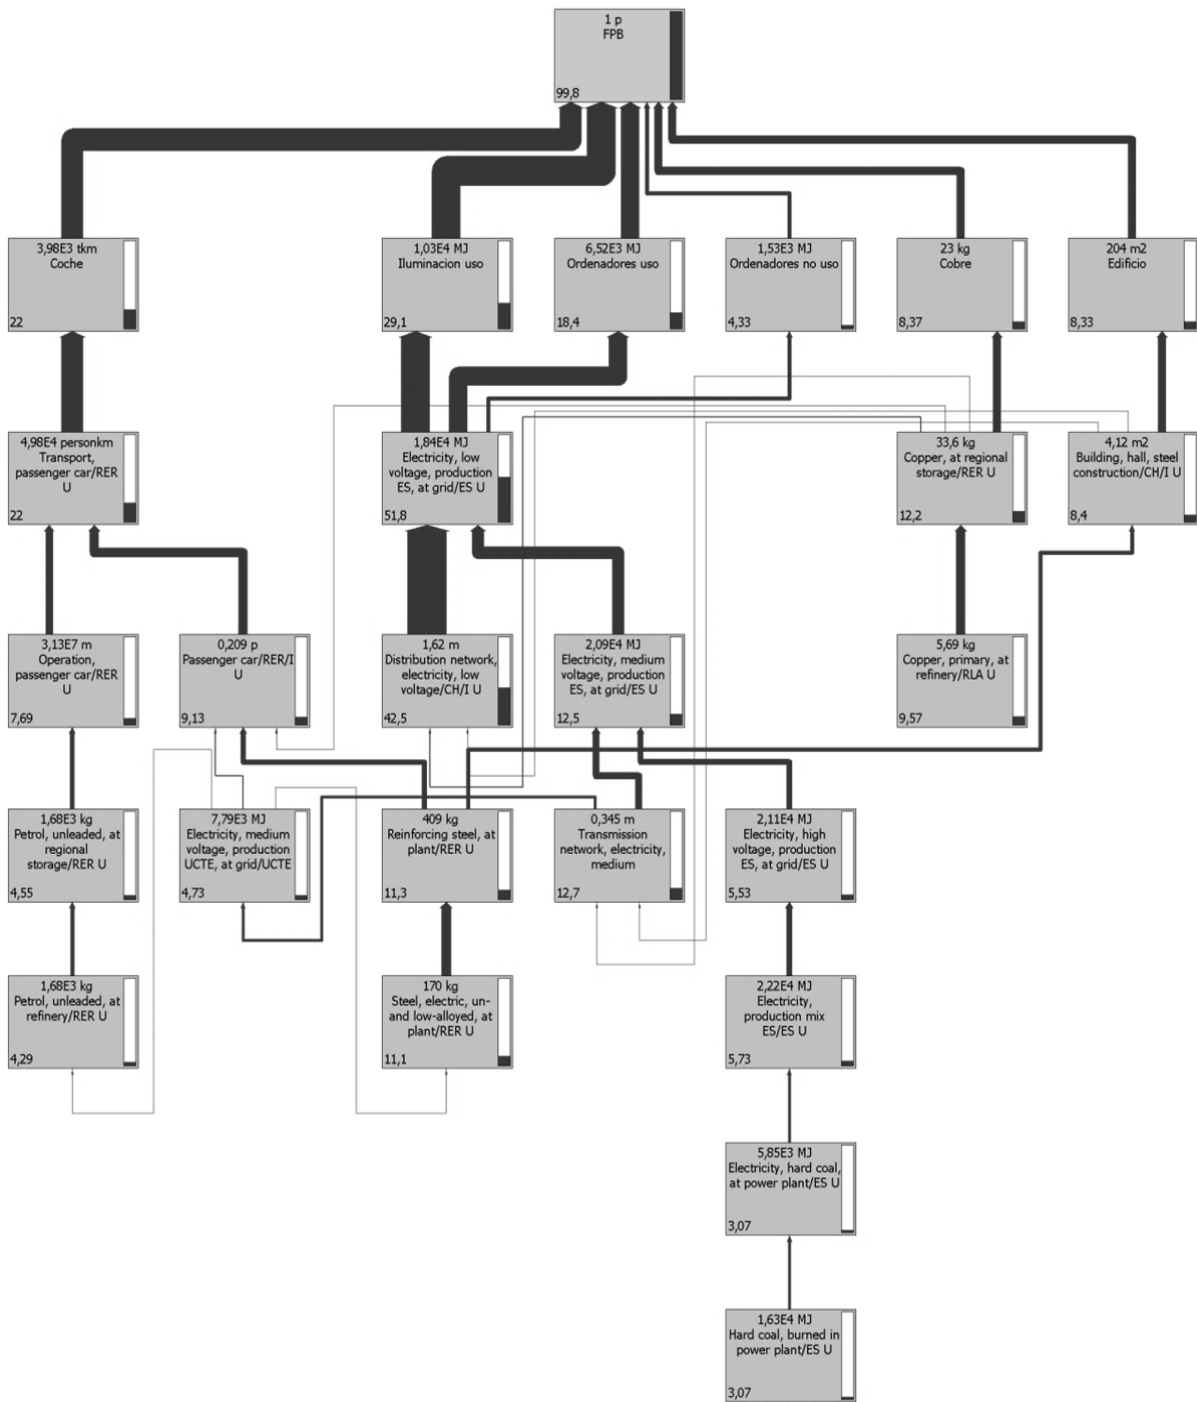 1 p
FPB
99,8
3,98E3 tkm
Coche
22
1,03E4 MJ
Iluminacion uso
29,1
6,52E3 MJ
Ordenadores uso
18,4
1,53E3 MJ
Ordenadores no uso
4,33
23 kg
Cobre
8,37
204 m2
Edificio
8,33
4,98E4 personkm
Transport,
passenger car/RER
U
22
1,84E4 MJ
Electricity, low
voltage, production
ES, at grid/ES U
51,8
33,6 kg
Copper, at regional
storage/RER U
12,2
4,12 m2
Building, hall, steel
construction/CH/I U
8,4
3,13E7 m
Operation,
passenger car/RER
U
7,69
0,209 p
Passenger car/RER/I
U
9,13
1,62 m
Distribution network,
electricity, low
voltage/CH/I U
42,5
2,09E4 MJ
Electricity, medium
voltage, production
ES, at grid/ES U
12,5
5,69 kg
Copper, primary, at
refinery/RLA U
9,57
1,68E3 kg
Petrol, unleaded, at
regional
storage/RER U
4,55
7,79E3 MJ
Electricity, medium
voltage, production
UCTE, at grid/UCTE
4,73
409 kg
Reinforcing steel, at
plant/RER U
11,3
0,345 m
Transmission
network, electricity,
medium
12,7
2,11E4 MJ
Electricity, high
voltage, production
ES, at grid/ES U
5,53
1,68E3 kg
Petrol, unleaded, at
refinery/RER U
4,29
170 kg
Steel, electric, un-
and low-alloyed, at
plant/RER U
11,1
2,22E4 MJ
Electricity,
production mix
ES/ES U
5,73
5,85E3 MJ
Electricity, hard coal,
at power plant/ES U
3,07
1,63E4 MJ
Hard coal, burned in
power plant/ES U
3,07